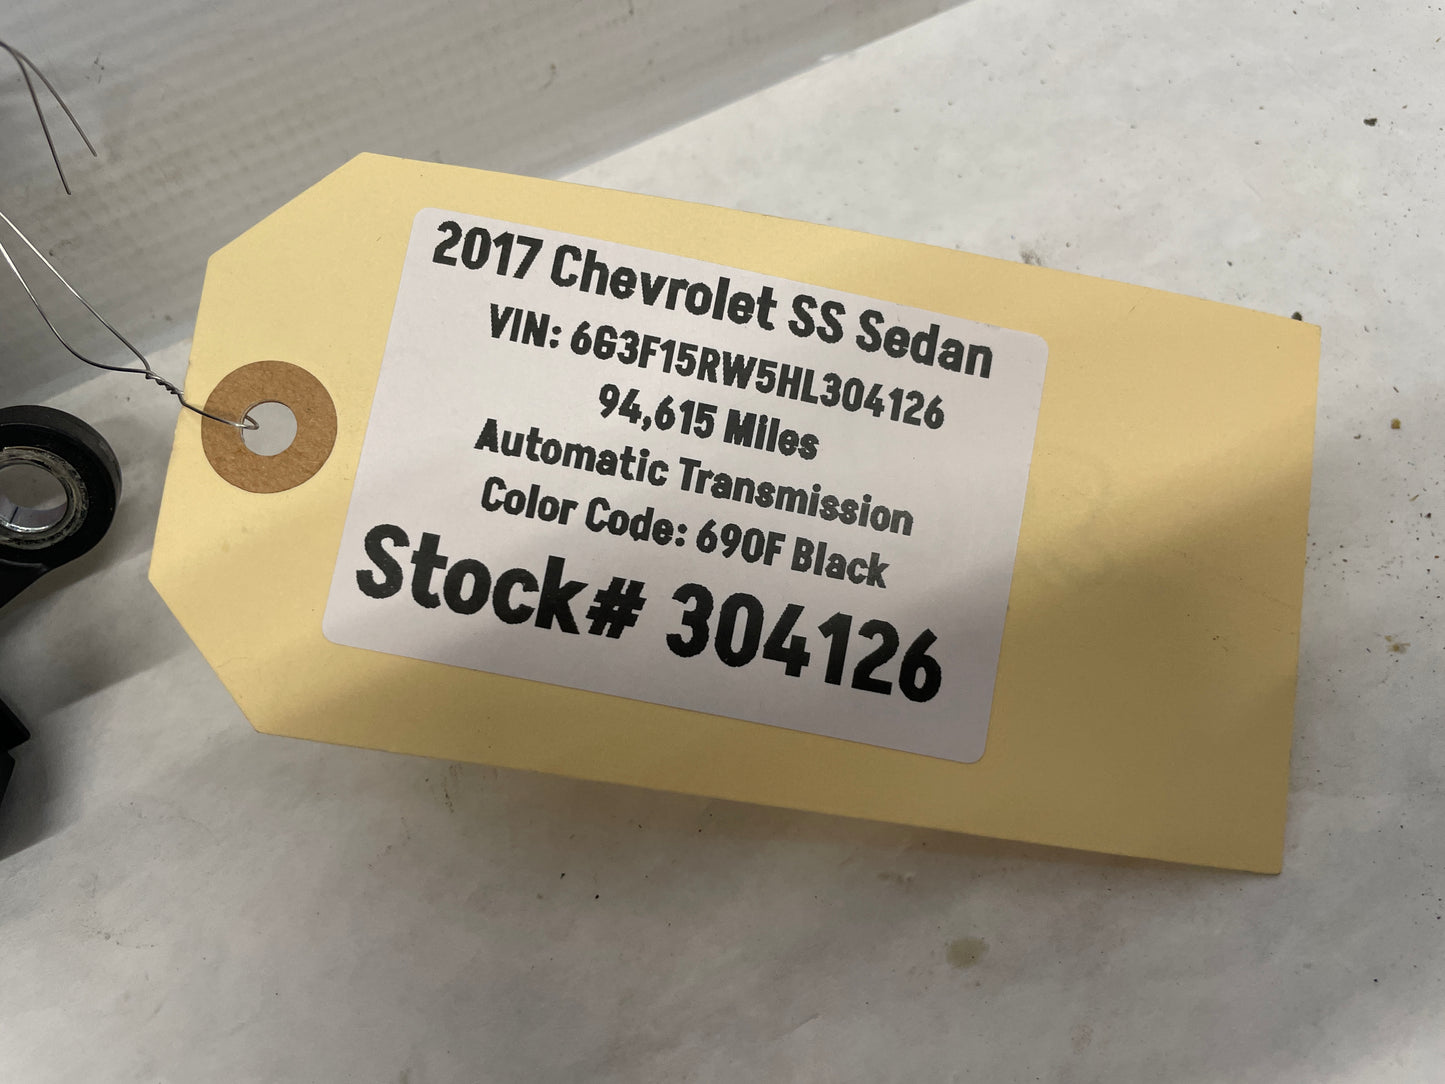 2017 Chevrolet SS Sedan
VIN: 6G3F15RW5HL304126
94,615 Miles
Automatic Transmission
Color Code: 690F Black
Stock# 304126